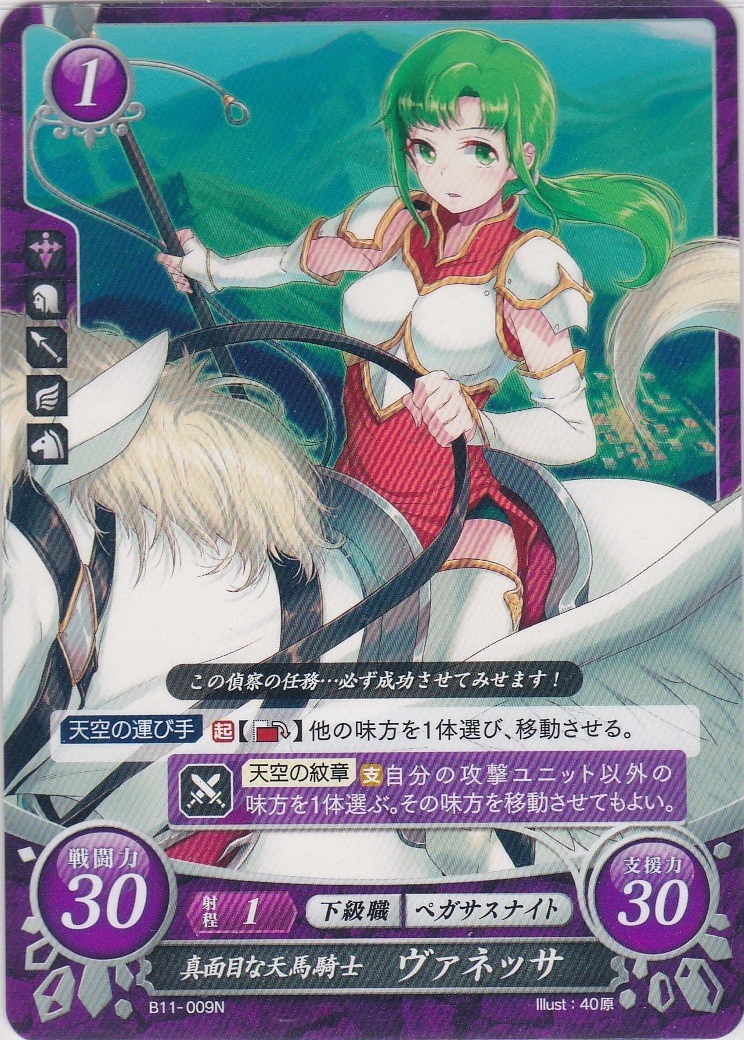 1
この偵察の任務…必ず成功させてみせます！
天空の運び手 起【】他の味方を1体選び、移動させる。
天空の紋章 支自分の攻撃ユニット以外の
味方を1体選ぶ。その味方を移動させてもよい。
戦闘力
30
射程 1 下級職 ペガサスナイト
支援力
30
真面目な天馬騎士 ヴァネッサ
B11-009N
Illust：40原